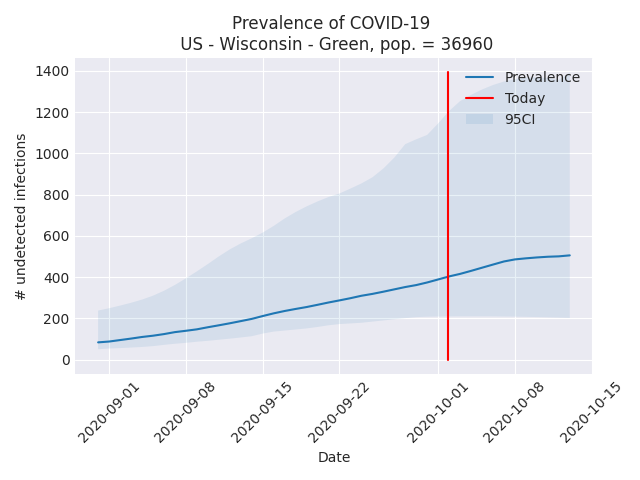 Prevalence of COVID-19
US - Wisconsin - Green, pop. = 36960
1400
1200
1000
800
600
400
200
0
# undetected infections
Prevalence
Today
95CI
2020-09-01
2020-09-08
2020-09-15
2020-09-22
2020-10-01
2020-10-08
2020-10-15
Date